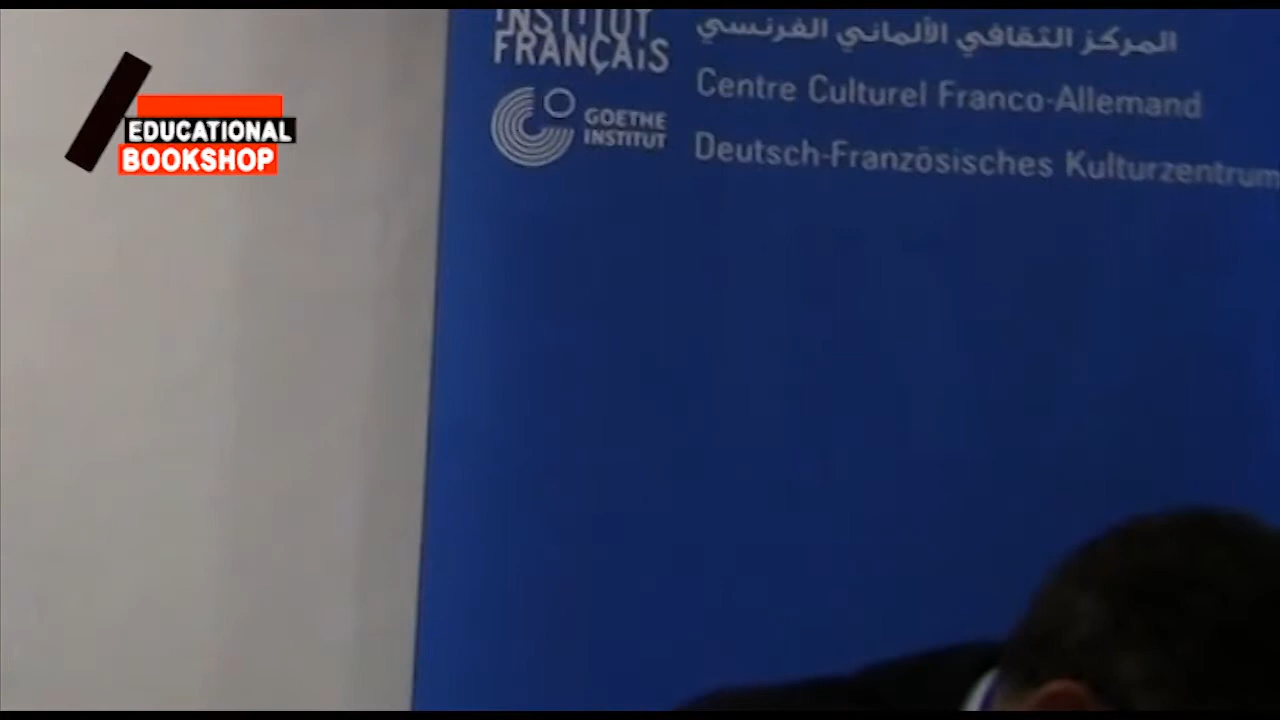 EDUCATIONAL
BOOKSHOP
INSTITUT
FRANÇAIS
GOETHE
INSTITUT
المركز الثقافي الألماني الفرنسي
Centre Culturel Franco-Allemand
Deutsch-Französisches Kulturzentrum